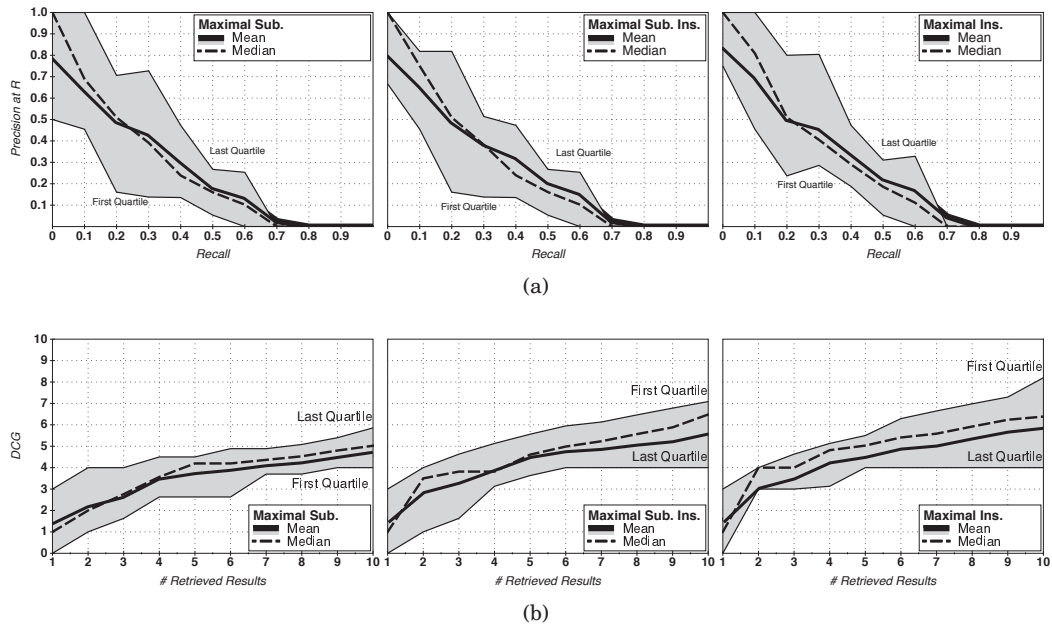 Maximal Sub.
Mean
Median
Last Quartile
First Quartile
Precision at R
1.0
0.9
0.8
0.7
0.6
0.5
0.4
0.3
0.2
0.1
0 0.1 0.2 0.3 0.4 0.5 0.6 0.7 0.8 0.9
Recall
Maximal Sub. Ins.
Mean
Median
Last Quartile
First Quartile
0 0.1 0.2 0.3 0.4 0.5 0.6 0.7 0.8 0.9
Recall
Maximal Ins.
Mean
Median
Last Quartile
First Quartile
0 0.1 0.2 0.3 0.4 0.5 0.6 0.7 0.8 0.9
Recall
(a)
DCG
10
9
8
7
6
5
4
3
2
1
0
Last Quartile
First Quartile
Maximal Sub.
Mean
Median
1 2 3 4 5 6 7 8 9 10
# Retrieved Results
First Quartile
Last Quartile
Maximal Sub. Ins.
Mean
Median
1 2 3 4 5 6 7 8 9 10
# Retrieved Results
First Quartile
Last Quartile
Maximal Ins.
Mean
Median
1 2 3 4 5 6 7 8 9 10
# Retrieved Results
(b)